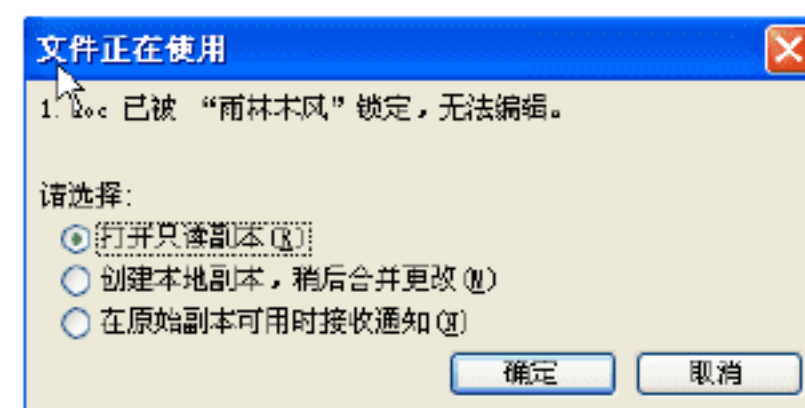 文件正在使用
1.doc 已被 “雨林木风”锁定，无法编辑。
请选择:
打开只读副本(R)
创建本地副本，稍后合并更改(M)
在原始副本可用时接收通知(N)
确定 取消